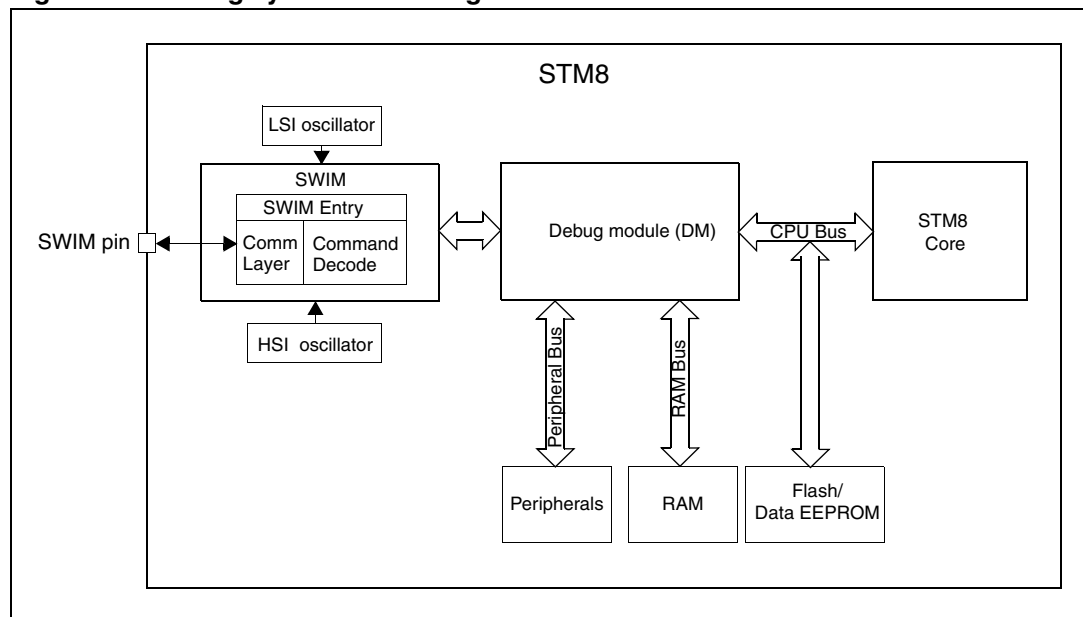 STM8
LSI oscillator
SWIM
SWIM Entry
Comm
Layer
Command
Decode
SWIM pin
HSI oscillator
Debug module (DM)
CPU Bus
STM8
Core
Peripheral Bus
RAM Bus
Peripherals
RAM
Flash/
Data EEPROM